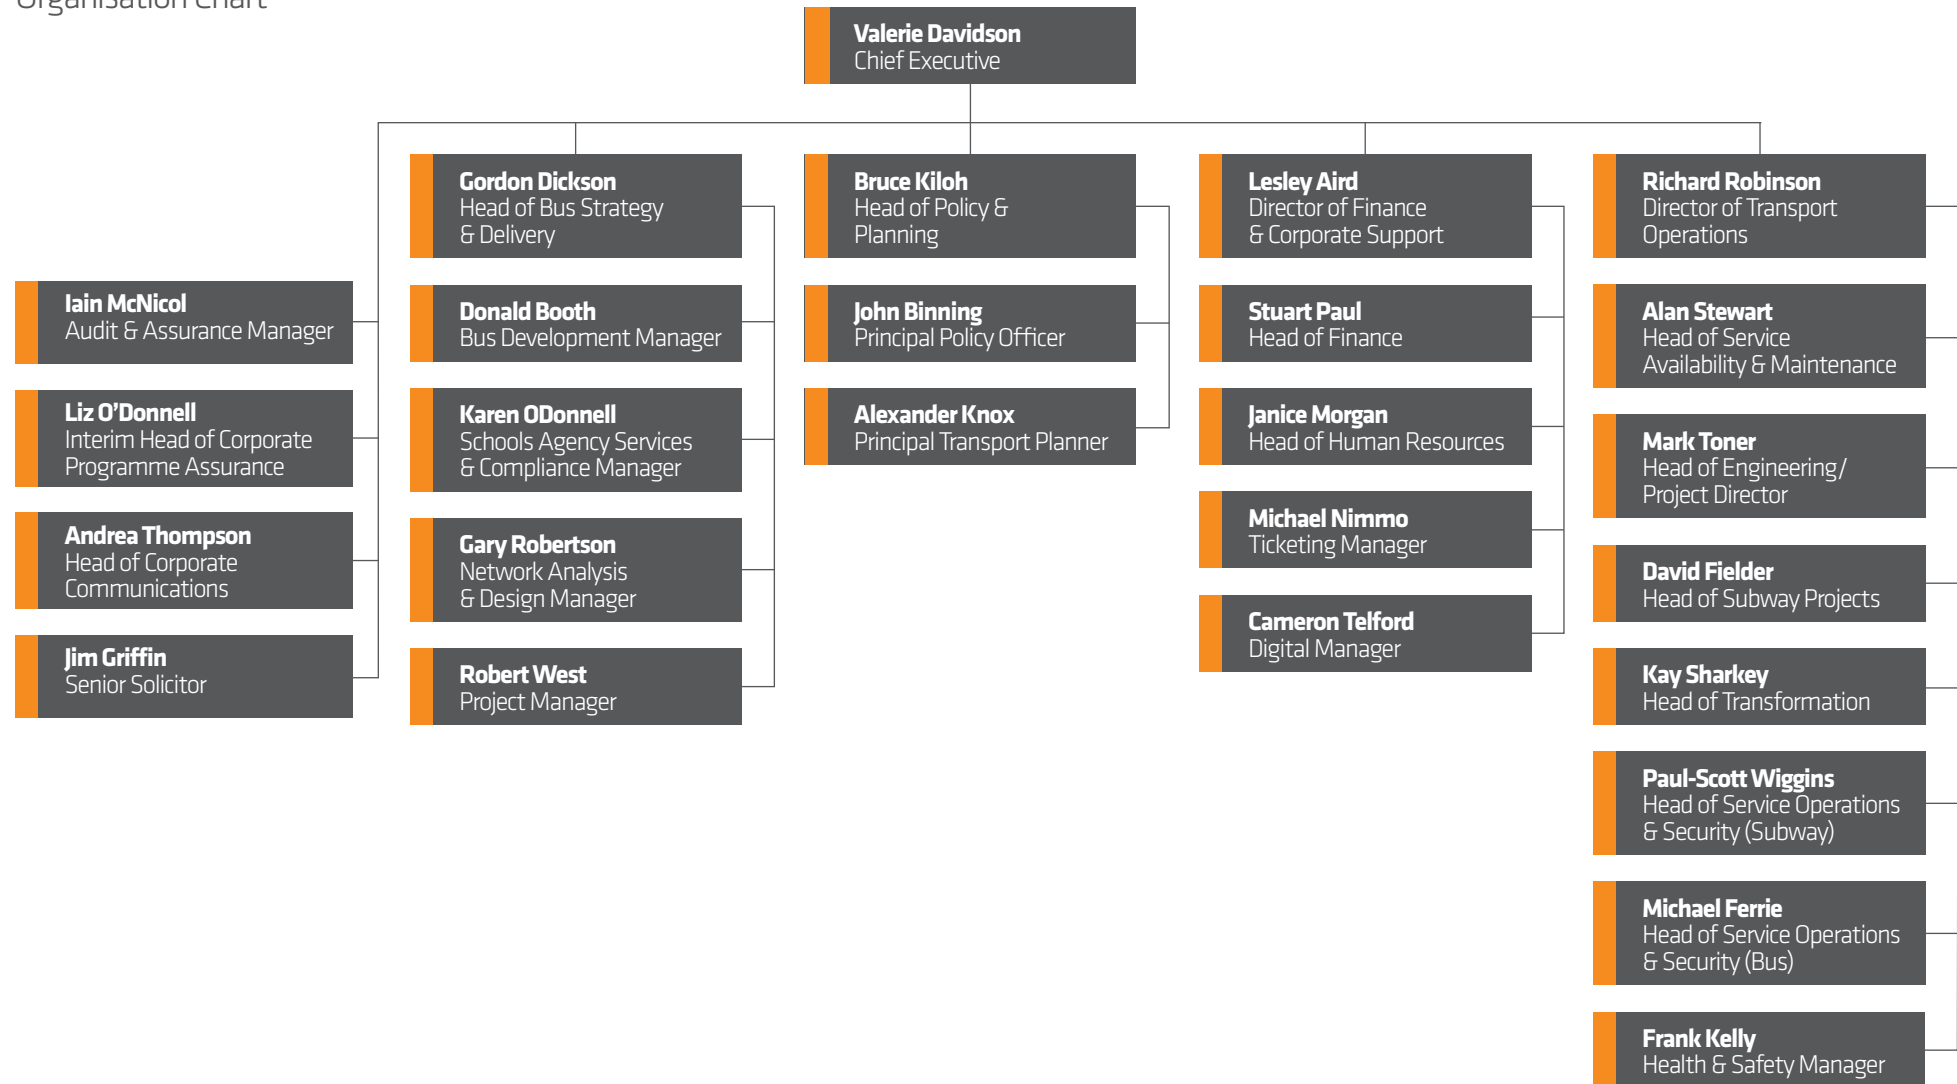 Organisation Chart
Valerie Davidson
Chief Executive
Iain McNicol
Audit & Assurance Manager
Liz O’Donnell
Interim Head of Corporate
Programme Assurance
Andrea Thompson
Head of Corporate
Communications
Jim Griffin
Senior Solicitor
Gordon Dickson
Head of Bus Strategy
& Delivery
Donald Booth
Bus Development Manager
Karen ODonnell
Schools Agency Services
& Compliance Manager
Gary Robertson
Network Analysis
& Design Manager
Robert West
Project Manager
Bruce Kiloh
Head of Policy &
Planning
John Binning
Principal Policy Officer
Alexander Knox
Principal Transport Planner
Lesley Aird
Director of Finance
& Corporate Support
Stuart Paul
Head of Finance
Janice Morgan
Head of Human Resources
Michael Nimmo
Ticketing Manager
Cameron Telford
Digital Manager
Richard Robinson
Director of Transport
Operations
Alan Stewart
Head of Service
Availability & Maintenance
Mark Toner
Head of Engineering/
Project Director
David Fielder
Head of Subway Projects
Kay Sharkey
Head of Transformation
Paul-Scott Wiggins
Head of Service Operations
& Security (Subway)
Michael Ferrie
Head of Service Operations
& Security (Bus)
Frank Kelly
Health & Safety Manager